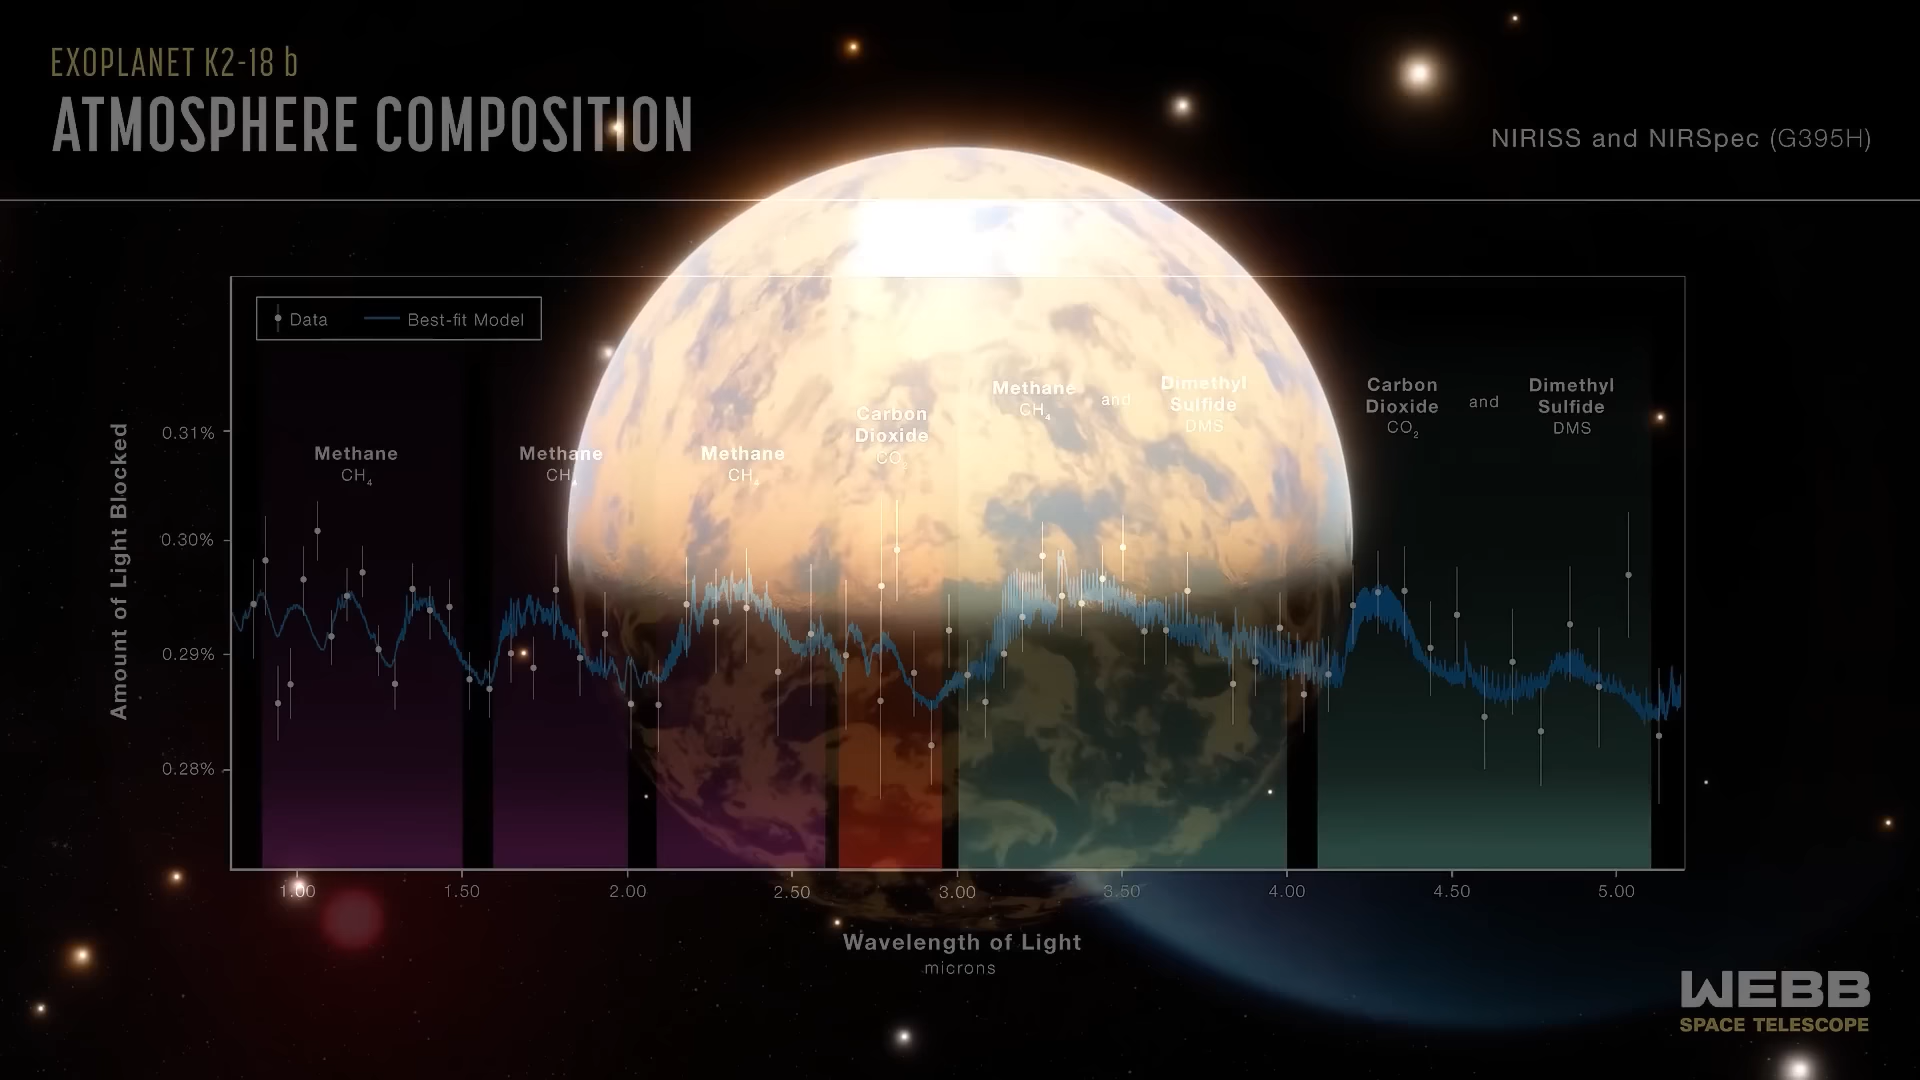 EXOPLANET K2-18 b
ATMOSPHERE COMPOSITION
NIRISS and NIRSpec (G395H)
Data
Best-fit Model
Amount of Light Blocked
0.31%
0.30%
0.29%
0.28%
Methane
CH₄
Methane
CH₄
Methane
CH₄
Carbon
Dioxide
CO₂
Methane
CH₄
and
Dimethyl
Sulfide
DMS
Carbon
Dioxide
CO₂
and
Dimethyl
Sulfide
DMS
1.00 1.50 2.00 2.50 3.00 3.50 4.00 4.50 5.00
Wavelength of Light
microns
WEBB
SPACE TELESCOPE